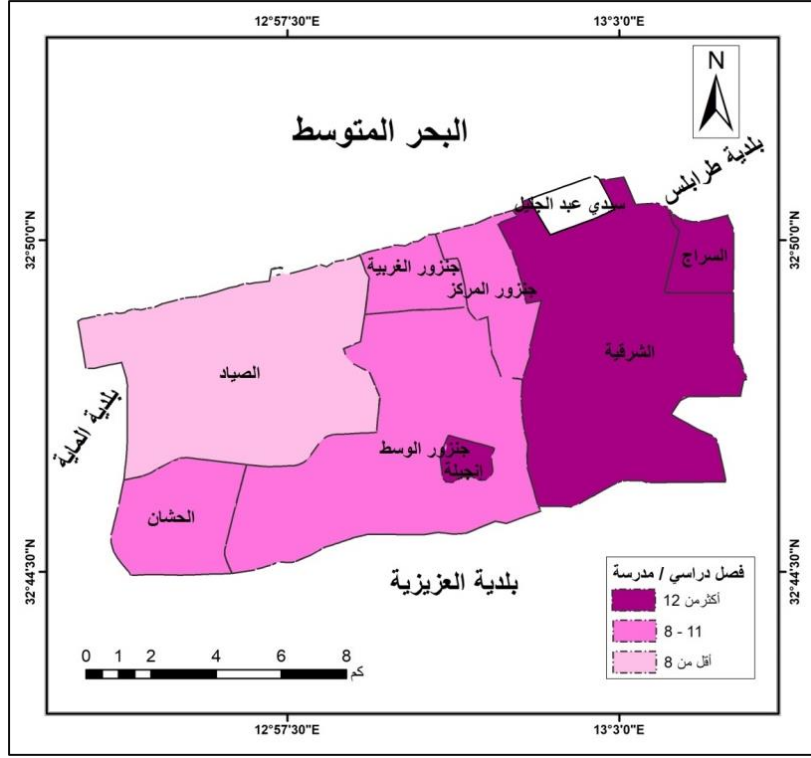 12°57'30"E
13°3'0"E
N
البحر المتوسط
بلدية طرابلس
سيدي عبد الجليل
32°50'0"N
32°50'0"N
السراج
جنزور الغربية
جنزور المركز
الشرقية
الصياد
بلدية الماية
جنزور الوسط
انجيلة
الحشان
32°44'30"N
32°44'30"N
بلدية العزيزية
فصل دراسي / مدرسة
أكثر من 12
8 - 11
أقل من 8
0 1 2 4 6 8
كم
12°57'30"E
13°3'0"E